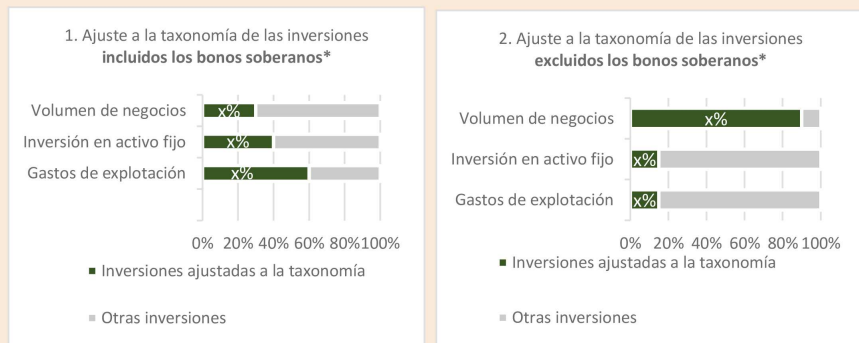 1. Ajuste a la taxonomía de las inversiones
incluidos los bonos soberanos*
Volumen de negocios
x%
Inversión en activo fijo
x%
Gastos de explotación
x%
0% 20% 40% 60% 80% 100%
Inversiones ajustadas a la taxonomía
Otras inversiones
2. Ajuste a la taxonomía de las inversiones
excluidos los bonos soberanos*
Volumen de negocios
x%
Inversión en activo fijo
x%
Gastos de explotación
x%
0% 20% 40% 60% 80% 100%
Inversiones ajustadas a la taxonomía
Otras inversiones